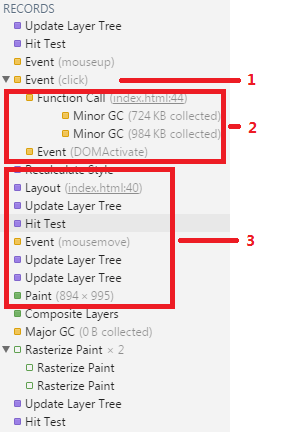 RECORDS
Update Layer Tree
Hit Test
Event (mouseup)
Event (click) 1
Function Call (index.html:44)
Minor GC (724 KB collected)
Minor GC (984 KB collected) 2
Event (DOMActivate)
Recalculate Style
Layout (index.html:40)
Update Layer Tree
Hit Test
Event (mousemove) 3
Update Layer Tree
Update Layer Tree
Paint (894 × 995)
Composite Layers
Major GC (0 B collected)
Rasterize Paint × 2
Rasterize Paint
Rasterize Paint
Update Layer Tree
Hit Test